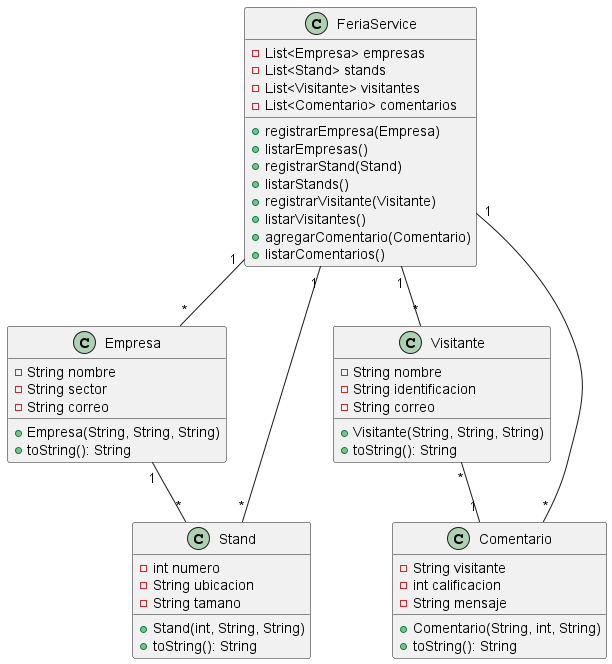 C FeriaService
List<Empresa> empresas
List<Stand> stands
List<Visitante> visitantes
List<Comentario> comentarios
registrarEmpresa(Empresa)
listarEmpresas()
registrarStand(Stand)
listarStands()
registrarVisitante(Visitante)
listarVisitantes()
agregarComentario(Comentario)
listarComentarios()
1
1
1
1
*
*
C Empresa
String nombre
String sector
String correo
Empresa(String, String, String)
toString(): String
C Visitante
String nombre
String identificacion
String correo
Visitante(String, String, String)
toString(): String
1
*
*
*
1
*
C Stand
int numero
String ubicacion
String tamano
Stand(int, String, String)
toString(): String
C Comentario
String visitante
int calificacion
String mensaje
Comentario(String, int, String)
toString(): String